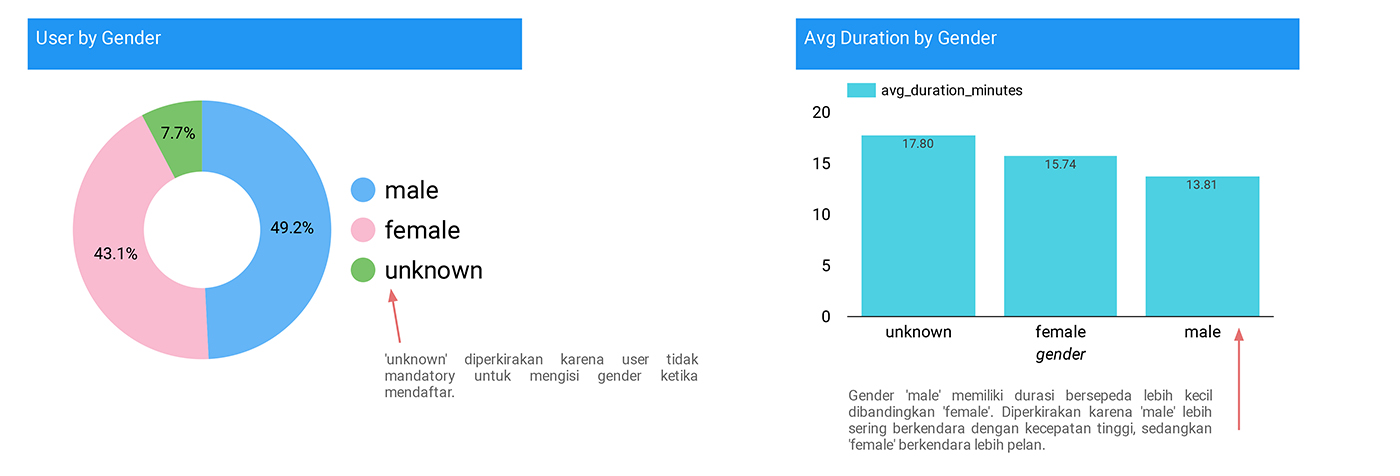 User by Gender
7.7%
49.2%
43.1%
male
female
unknown
'unknown' diperkirakan karena user tidak
mandatory untuk mengisi gender ketika
mendaftar.
Avg Duration by Gender
avg_duration_minutes
20
15
10
5
0
17.80
15.74
13.81
unknown
female
male
gender
Gender 'male' memiliki durasi bersepeda lebih kecil
dibandingkan 'female'. Diperkirakan karena 'male' lebih
sering berkendara dengan kecepatan tinggi, sedangkan
'female' berkendara lebih pelan.